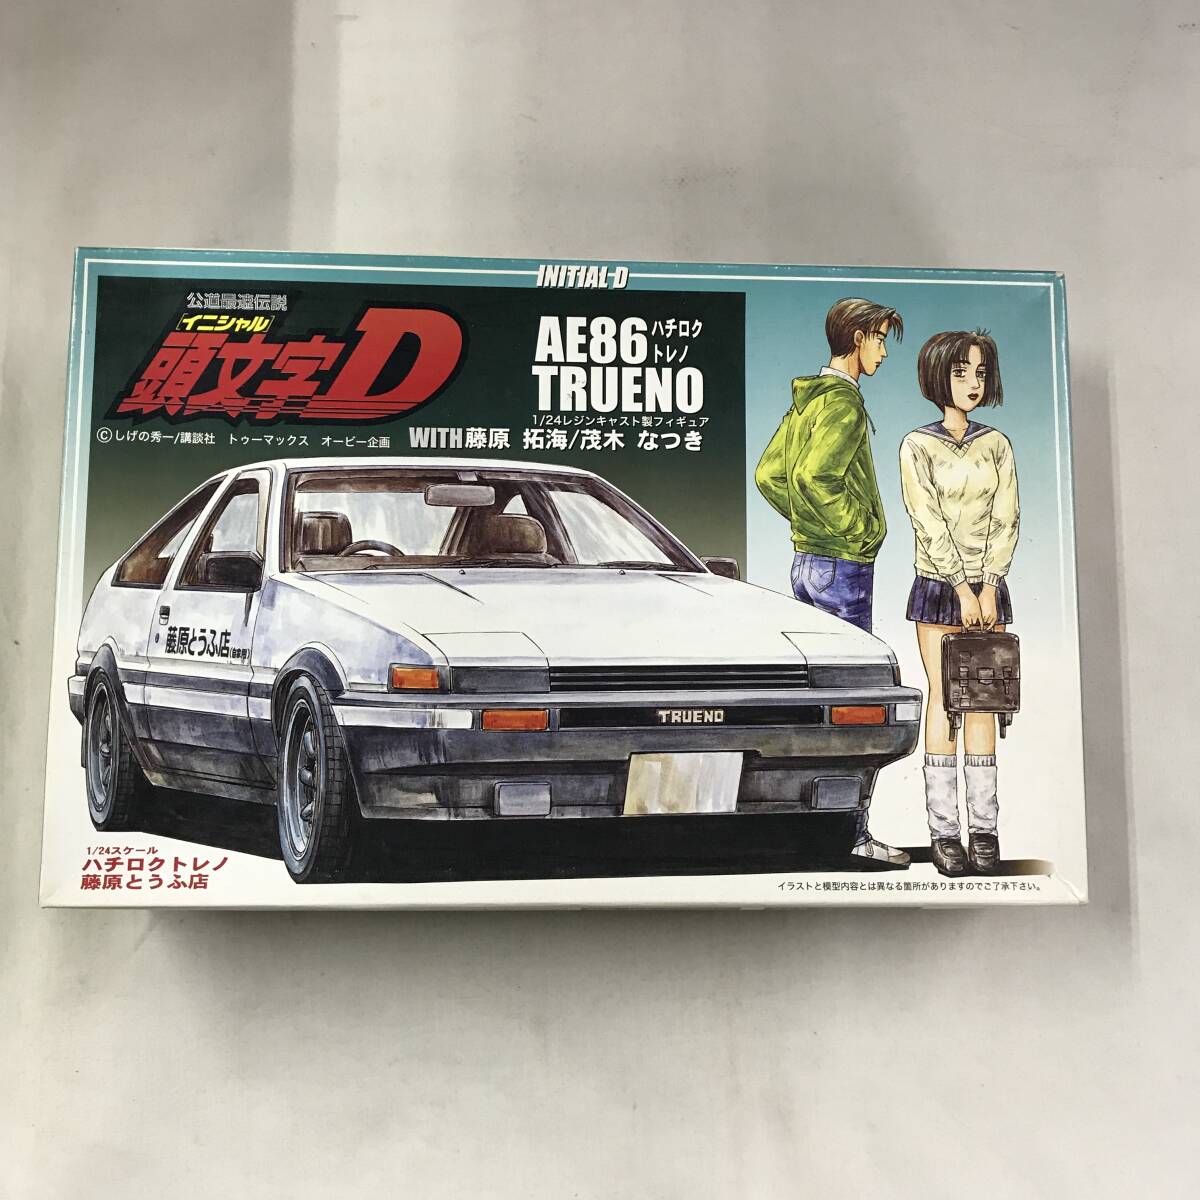 INITIAL D
公道最速伝説
[イニシャル]
頭文字D
©しげの秀一/講談社 トゥーマックス オービー企画
AE86 ハチロク
トレノ
TRUENO
1/24レジンキャスト製フィギュア
WITH藤原 拓海/茂木 なつき
藤原とうふ店(自家用)
TRUENO
1/24スケール
ハチロクトレノ
藤原とうふ店
イラストと模型内容とは異なる箇所がありますのでご了承下さい。